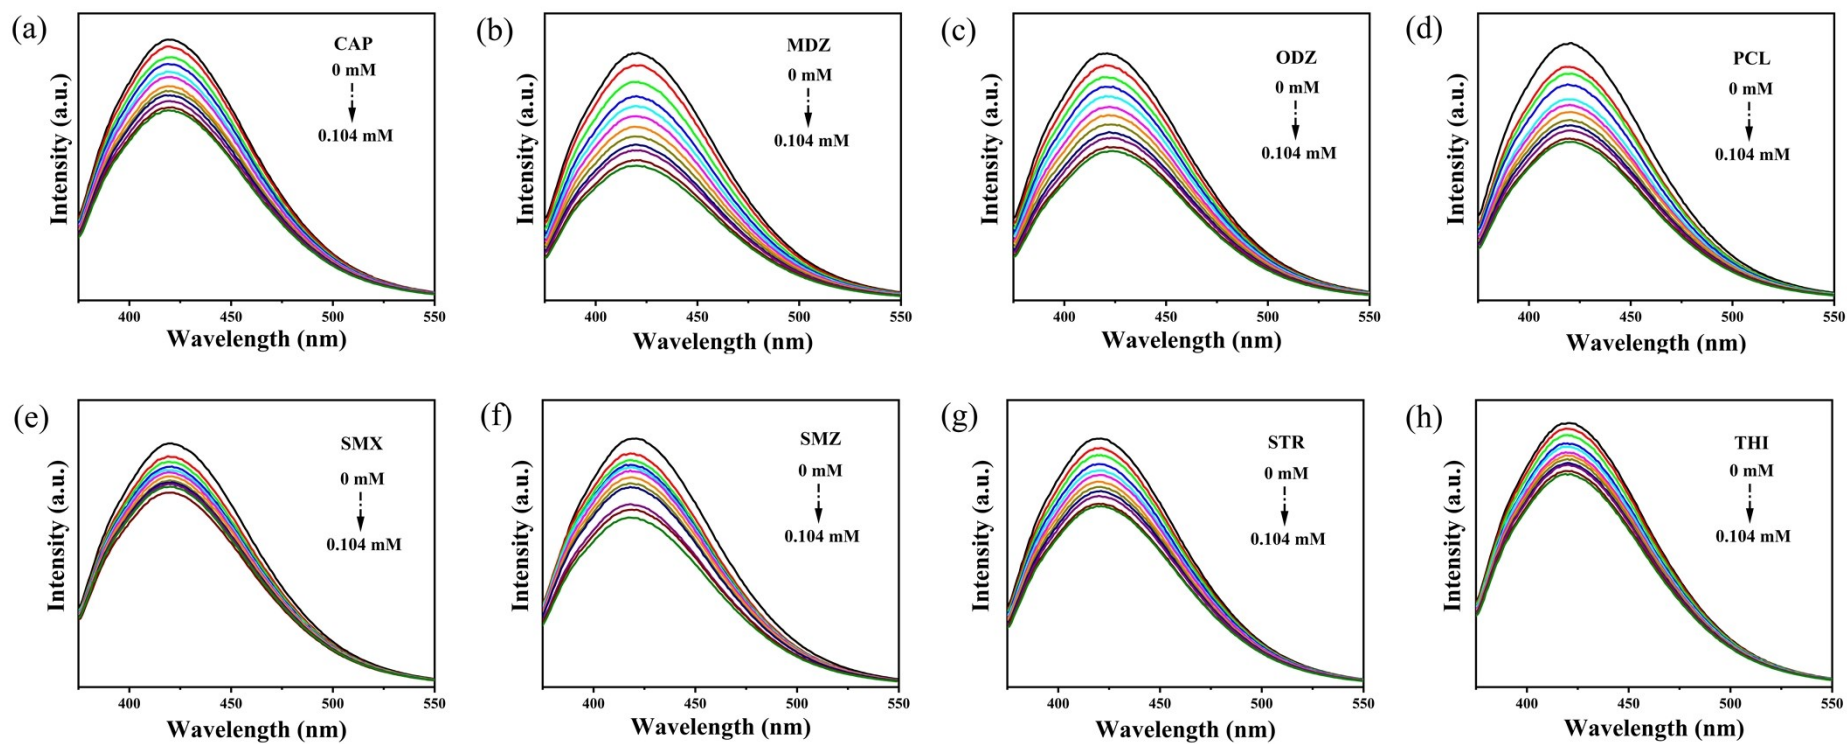 (a)
CAP
0 mM
0.104 mM
Intensity (a.u.)
400 450 500 550
Wavelength (nm)
(b)
MDZ
0 mM
0.104 mM
Intensity (a.u.)
400 450 500 550
Wavelength (nm)
(c)
ODZ
0 mM
0.104 mM
Intensity (a.u.)
400 450 500 550
Wavelength (nm)
(d)
PCL
0 mM
0.104 mM
Intensity (a.u.)
400 450 500 550
Wavelength (nm)
(e)
SMX
0 mM
0.104 mM
Intensity (a.u.)
400 450 500 550
Wavelength (nm)
(f)
SMZ
0 mM
0.104 mM
Intensity (a.u.)
400 450 500 550
Wavelength (nm)
(g)
STR
0 mM
0.104 mM
Intensity (a.u.)
400 450 500 550
Wavelength (nm)
(h)
THI
0 mM
0.104 mM
Intensity (a.u.)
400 450 500 550
Wavelength (nm)